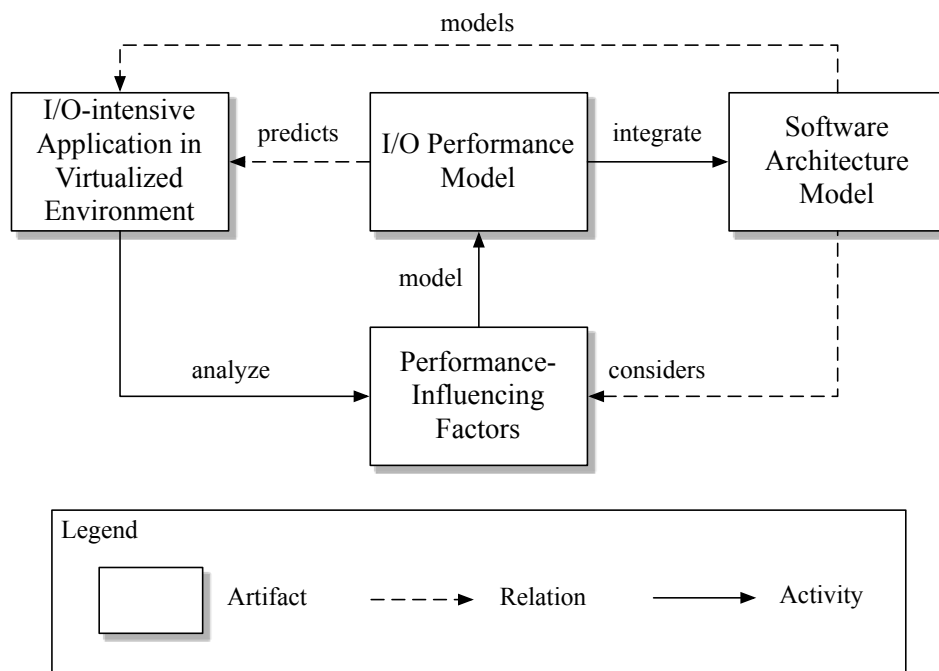 models
I/O-intensive
Application in
Virtualized
Environment
predicts
I/O Performance
Model
integrate
Software
Architecture
Model
model
analyze
Performance-
Influencing
Factors
considers
Legend
Artifact
Relation
Activity